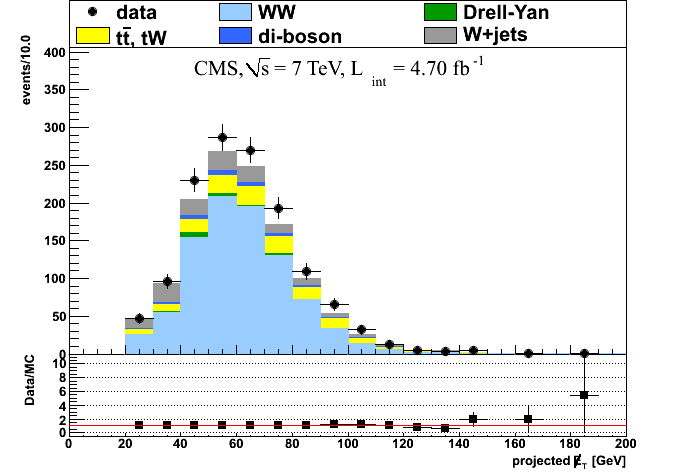 data WW Drell-Yan
tt̄, tW di-boson W+jets
events/10.0
400
350
300
250
200
150
100
50
0
CMS, √s = 7 TeV, L int = 4.70 fb-1
Data/MC
10
8
6
4
2
0
0 20 40 60 80 100 120 140 160 180 200
projected E̸T [GeV]